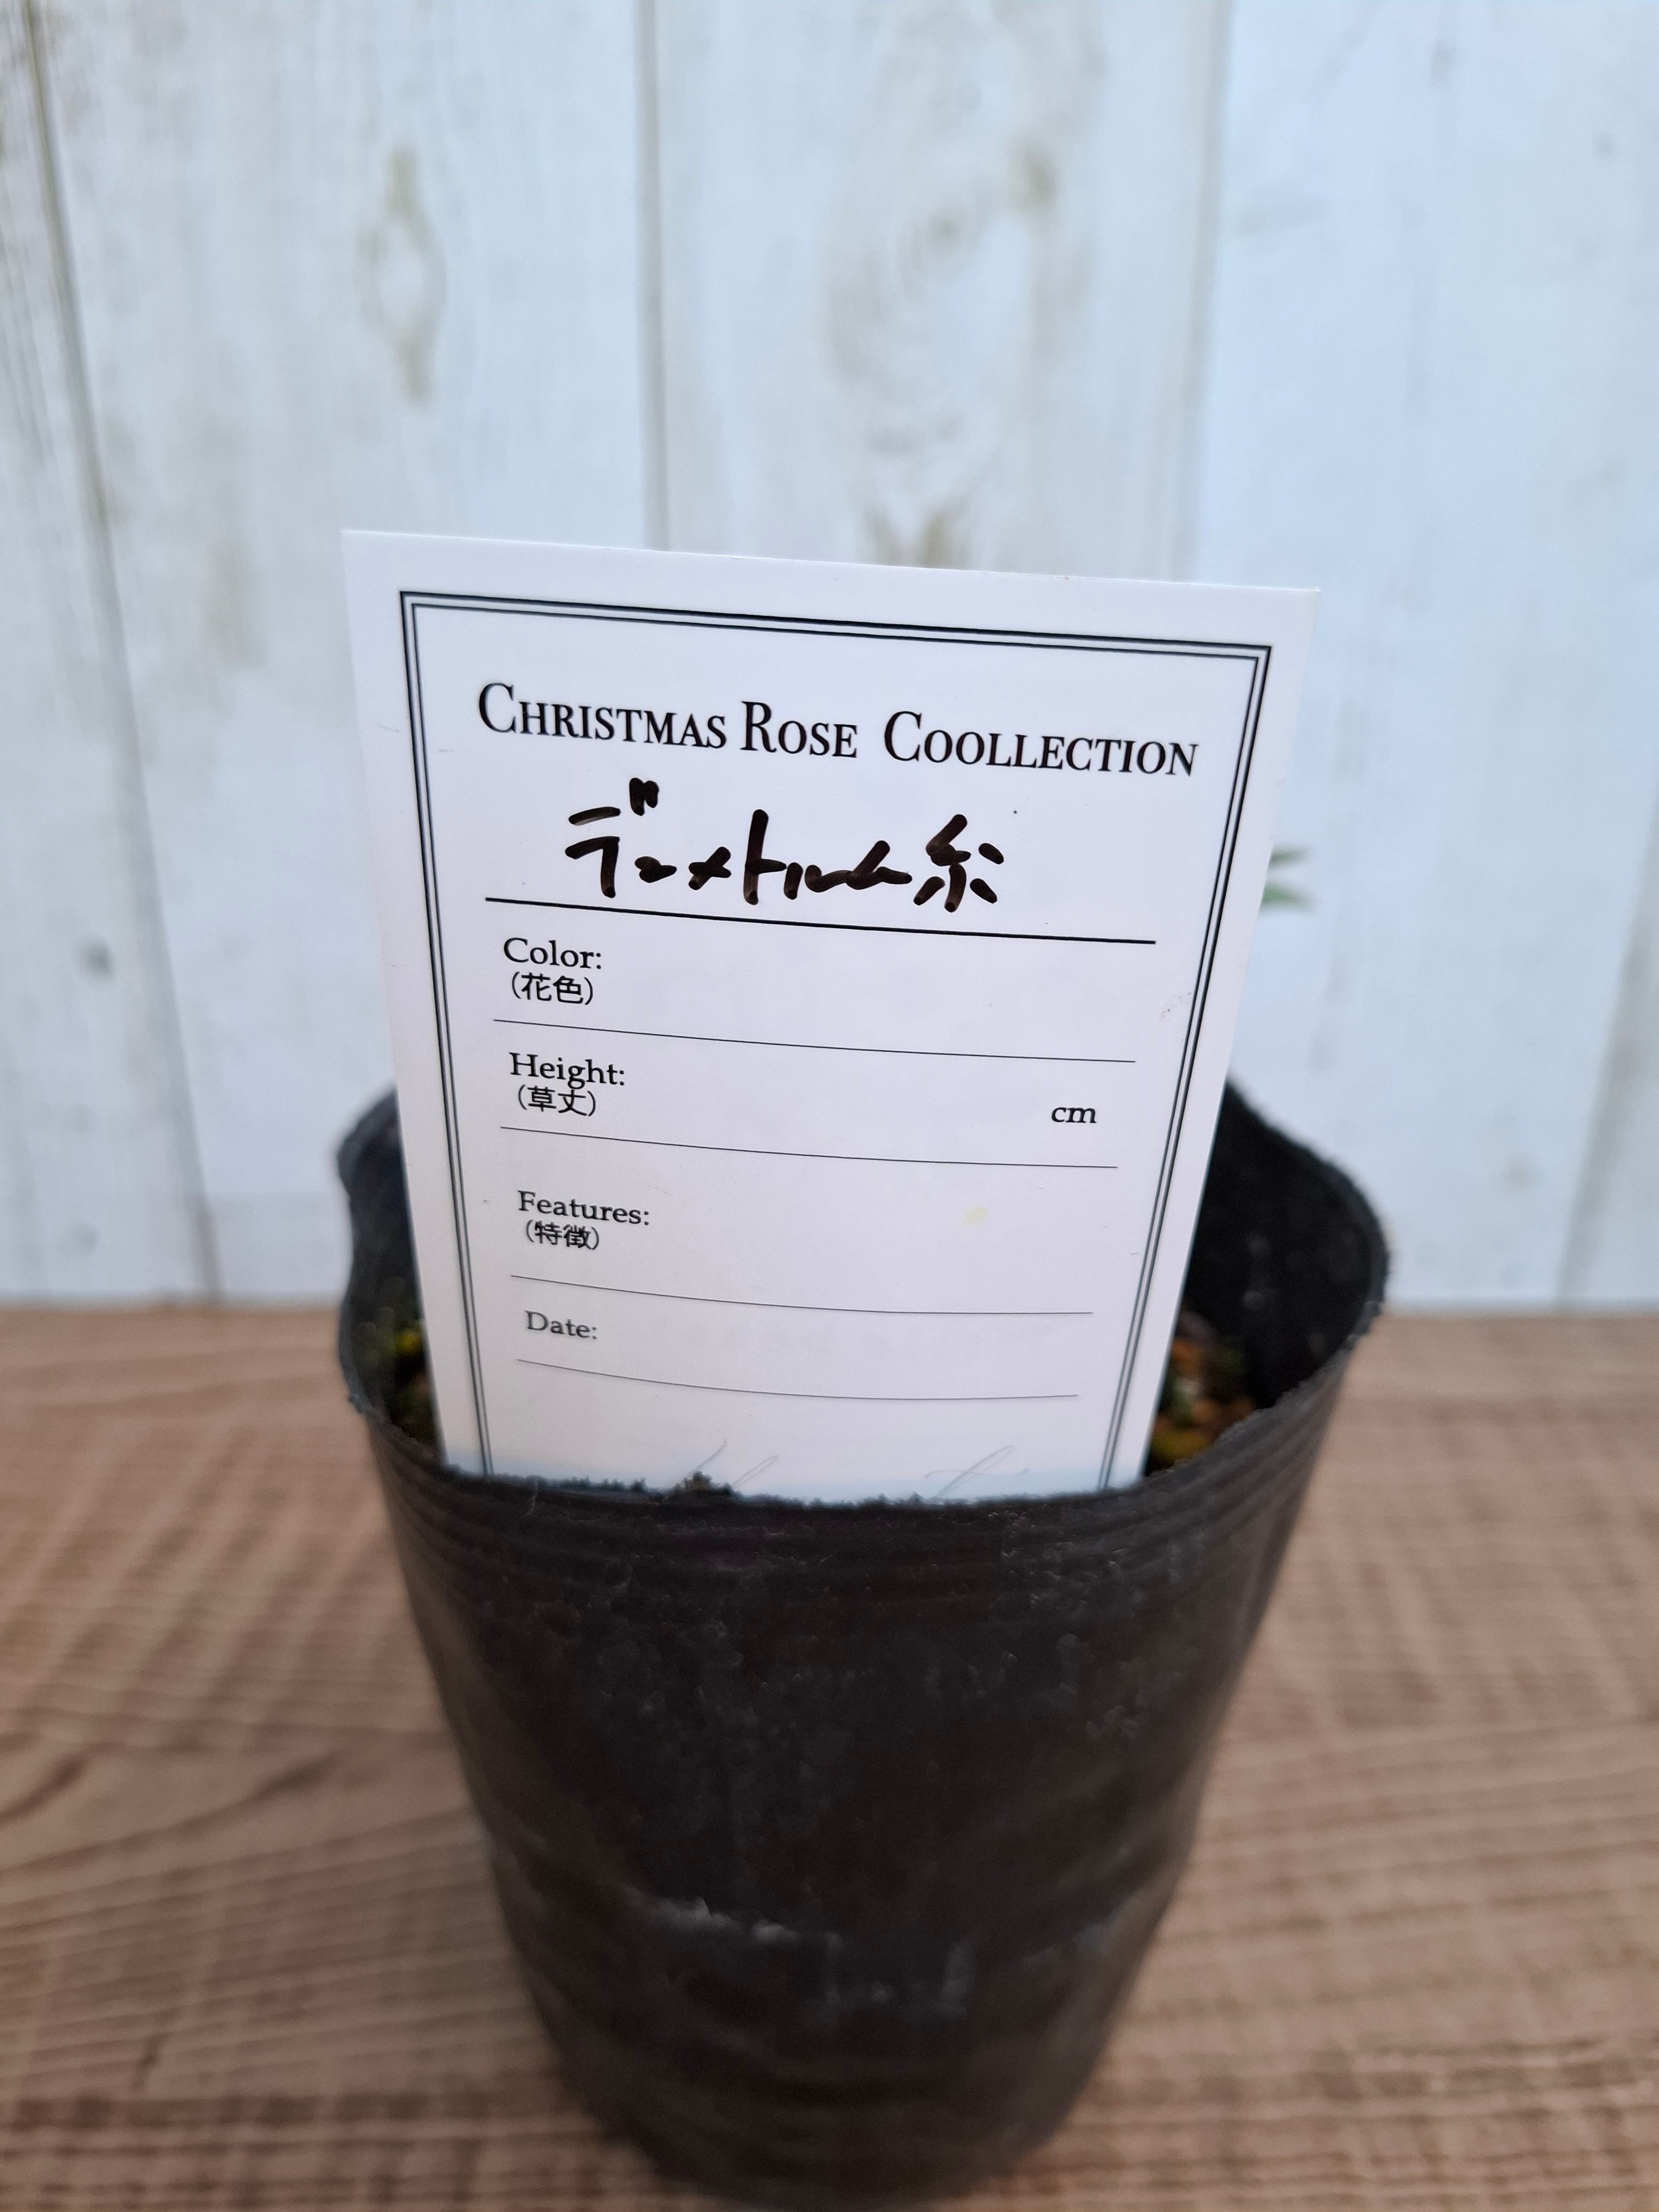 CHRISTMAS ROSE COOLLECTION
デュメトルム系
Color:
(花色)
Height:
(草丈)
cm
Features:
(特徴)
Date: